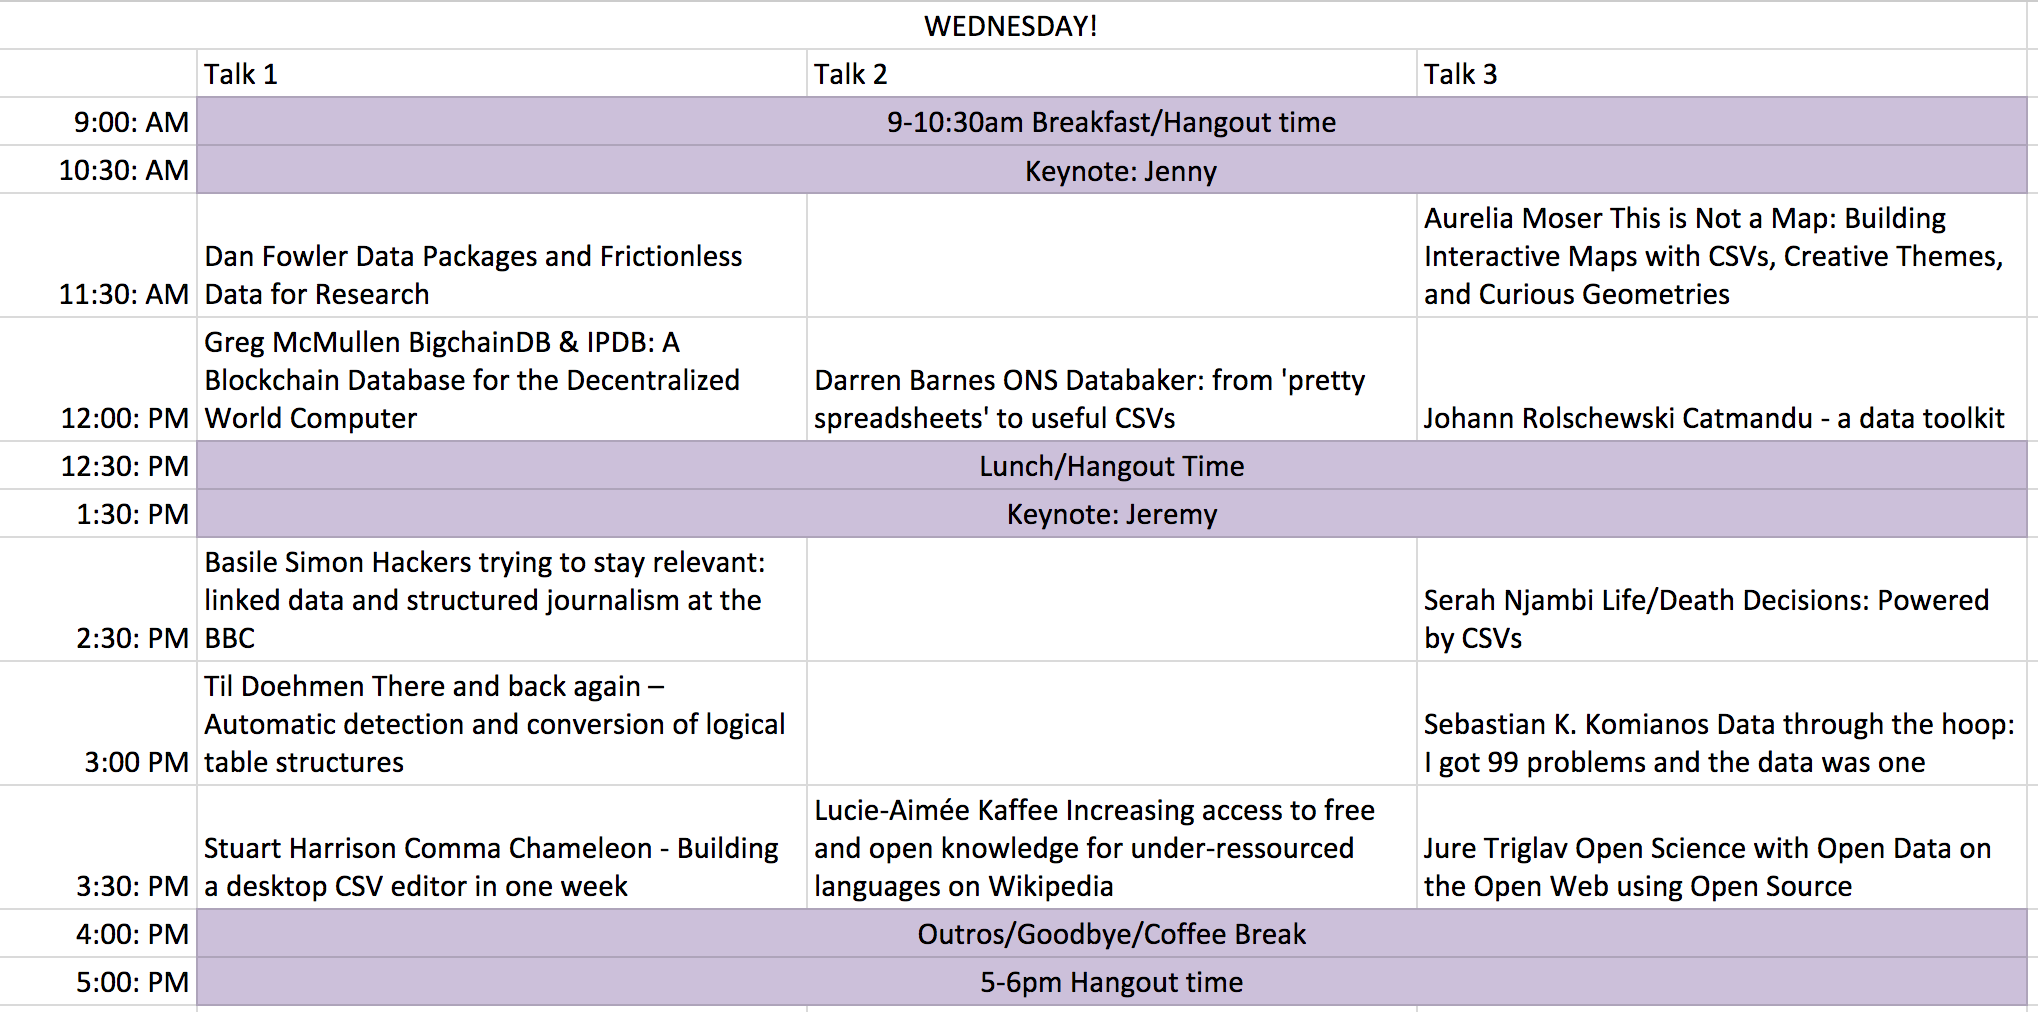 WEDNESDAY!
Talk 1
Talk 2
Talk 3
9:00: AM
9-10:30am Breakfast/Hangout time
10:30: AM
Keynote: Jenny
11:30: AM
Dan Fowler Data Packages and Frictionless
Data for Research
Aurelia Moser This is Not a Map: Building
Interactive Maps with CSVs, Creative Themes,
and Curious Geometries
12:00: PM
Greg McMullen BigchainDB & IPDB: A
Blockchain Database for the Decentralized
World Computer
Darren Barnes ONS Databaker: from 'pretty
spreadsheets' to useful CSVs
Johann Rolschewski Catmandu - a data toolkit
12:30: PM
Lunch/Hangout Time
1:30: PM
Keynote: Jeremy
2:30: PM
Basile Simon Hackers trying to stay relevant:
linked data and structured journalism at the
BBC
Serah Njambi Life/Death Decisions: Powered
by CSVs
3:00 PM
Til Doehmen There and back again –
Automatic detection and conversion of logical
table structures
Sebastian K. Komianos Data through the hoop:
I got 99 problems and the data was one
3:30: PM
Stuart Harrison Comma Chameleon - Building
a desktop CSV editor in one week
Lucie-Aimée Kaffee Increasing access to free
and open knowledge for under-ressourced
languages on Wikipedia
Jure Triglav Open Science with Open Data on
the Open Web using Open Source
4:00: PM
Outros/Goodbye/Coffee Break
5:00: PM
5-6pm Hangout time